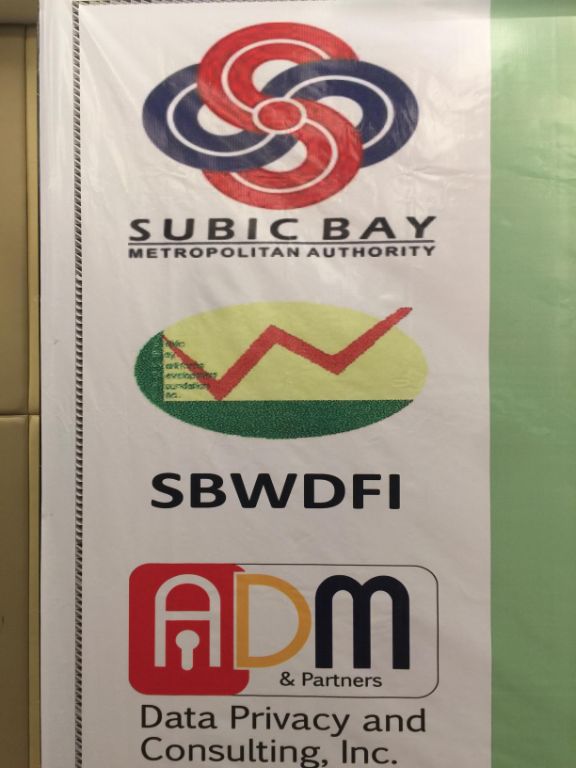 SUBIC BAY
METROPOLITAN AUTHORITY
SBWDFI
ADM
& Partners
Data Privacy and
Consulting, Inc.